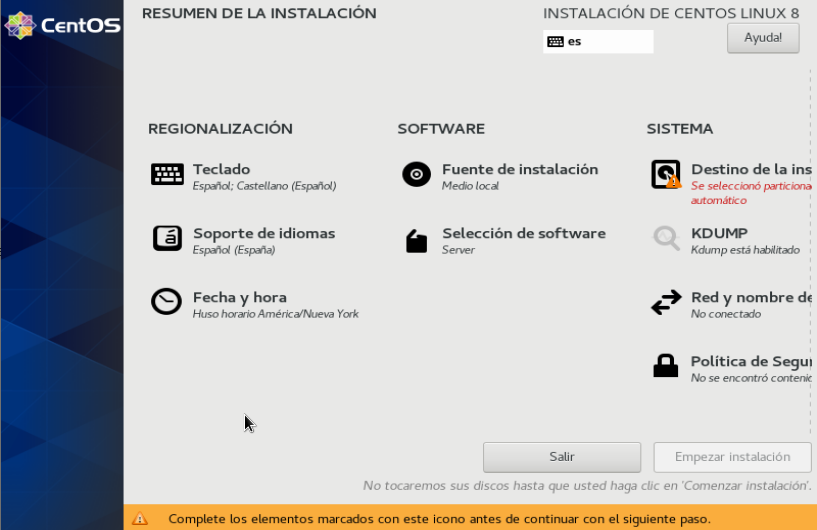 CentOS
RESUMEN DE LA INSTALACIÓN
INSTALACIÓN DE CENTOS LINUX 8
es
Ayuda!
REGIONALIZACIÓN
Teclado
Español; Castellano (Español)
Soporte de idiomas
Español (España)
Fecha y hora
Huso horario América/Nueva York
SOFTWARE
Fuente de instalación
Medio local
Selección de software
Server
SISTEMA
Destino de la ins
Se seleccionó particiona
automático
KDUMP
Kdump está habilitado
Red y nombre de
No conectado
Política de Segur
No se encontró contenic
Salir
Empezar instalación
No tocaremos sus discos hasta que usted haga clic en 'Comenzar instalación'.
Complete los elementos marcados con este icono antes de continuar con el siguiente paso.